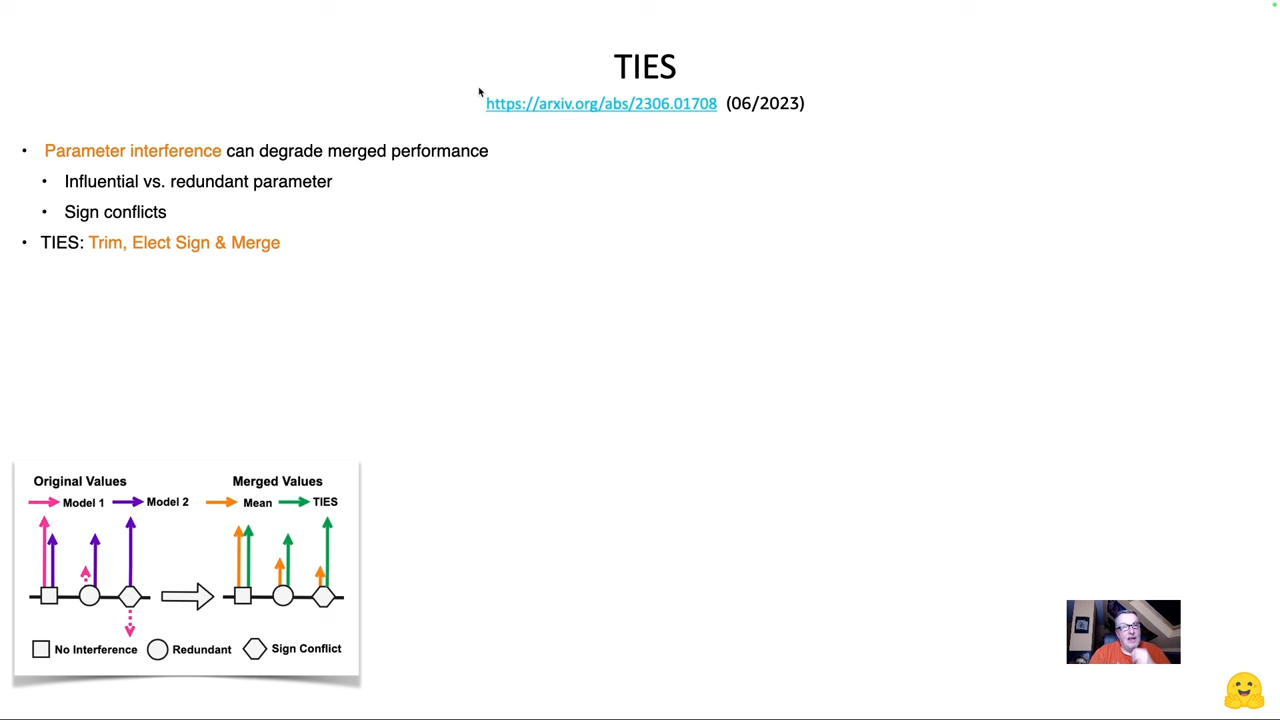 TIES
https://arxiv.org/abs/2306.01708 (06/2023)
• Parameter interference can degrade merged performance
• Influential vs. redundant parameter
• Sign conflicts
• TIES: Trim, Elect Sign & Merge
Original Values Merged Values
Model 1 Model 2 Mean TIES
No Interference Redundant Sign Conflict